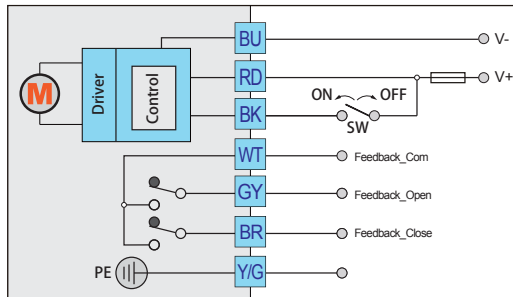 BU
V-
RD
V+
ON
OFF
M
Driver
Control
BK
SW
WT
Feedback_Com
GY
Feedback_Open
BR
Feedback_Close
PE
Y/G